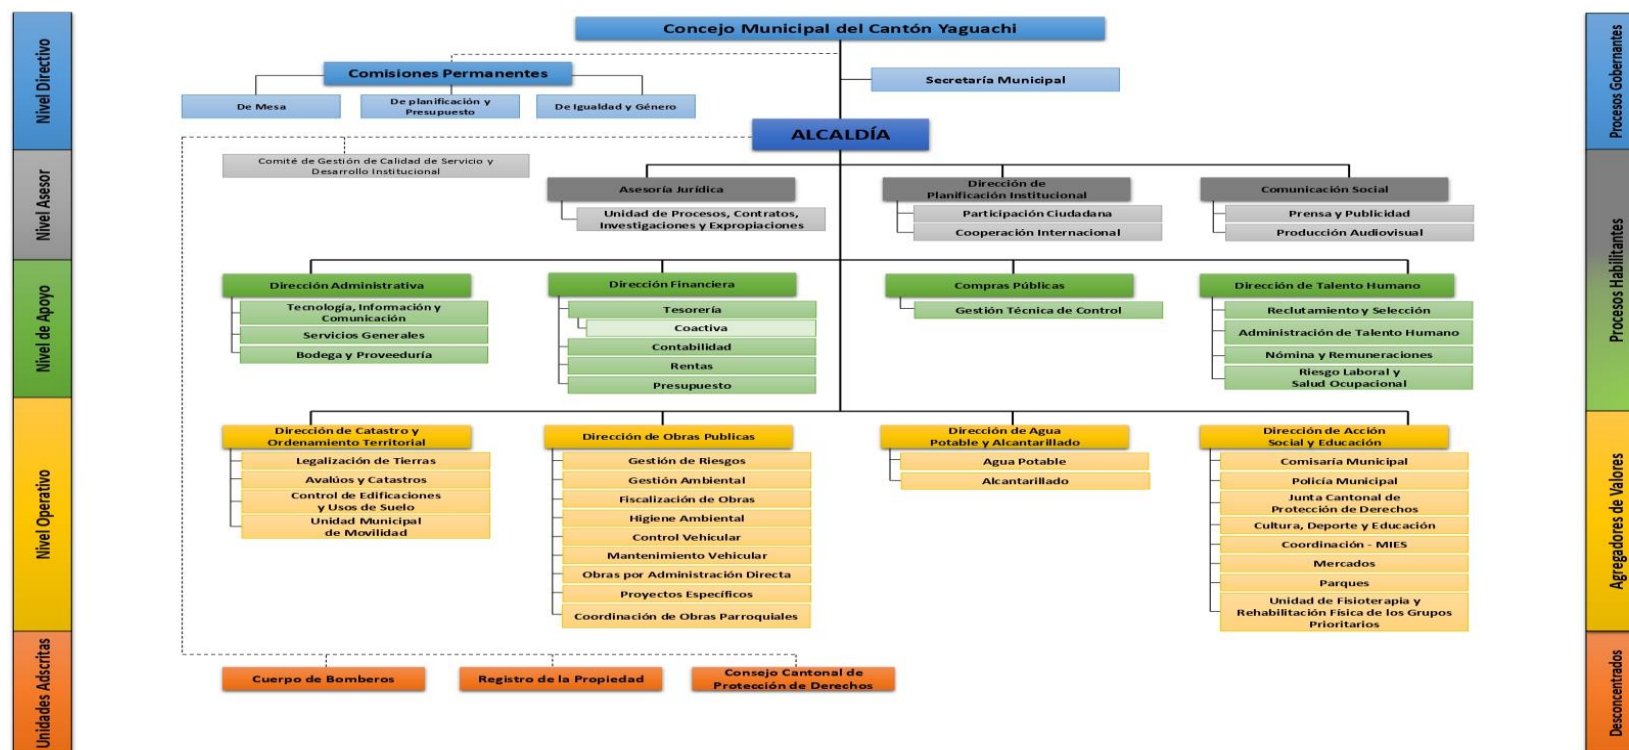 Concejo Municipal del Cantón Yaguachi
Comisiones Permanentes
Secretaría Municipal
De Mesa
De planificación y
Presupuesto
De Igualdad y Género
ALCALDÍA
Comité de Gestión de Calidad de Servicio y
Desarrollo Institucional
Asesoría Jurídica
Unidad de Procesos, Contratos,
Investigaciones y Expropiaciones
Dirección de
Planificación Institucional
Participación Ciudadana
Cooperación Internacional
Comunicación Social
Prensa y Publicidad
Producción Audiovisual
Dirección Administrativa
Tecnología, Información y
Comunicación
Servicios Generales
Bodega y Proveeduría
Dirección Financiera
Tesorería
Coactiva
Contabilidad
Rentas
Presupuesto
Compras Públicas
Gestión Técnica de Control
Dirección de Talento Humano
Reclutamiento y Selección
Administración de Talento Humano
Nómina y Remuneraciones
Riesgo Laboral y
Salud Ocupacional
Dirección de Catastro y
Ordenamiento Territorial
Legalización de Tierras
Avalúos y Catastros
Control de Edificaciones
y Usos de Suelo
Unidad Municipal
de Movilidad
Dirección de Obras Publicas
Gestión de Riesgos
Gestión Ambiental
Fiscalización de Obras
Higiene Ambiental
Control Vehicular
Mantenimiento Vehicular
Obras por Administración Directa
Proyectos Específicos
Coordinación de Obras Parroquiales
Dirección de Agua
Potable y Alcantarillado
Agua Potable
Alcantarillado
Dirección de Acción
Social y Educación
Comisaría Municipal
Policía Municipal
Junta Cantonal de
Protección de Derechos
Cultura, Deporte y Educación
Coordinación - MIES
Mercados
Parques
Unidad de Fisioterapia y
Rehabilitación Física de los Grupos
Prioritarios
Cuerpo de Bomberos
Registro de la Propiedad
Consejo Cantonal de
Protección de Derechos
Nivel Directivo
Nivel Asesor
Nivel de Apoyo
Nivel Operativo
Unidades Adscritas
Procesos Gobernantes
Procesos Habilitantes
Agregadores de Valores
Desconcentrados